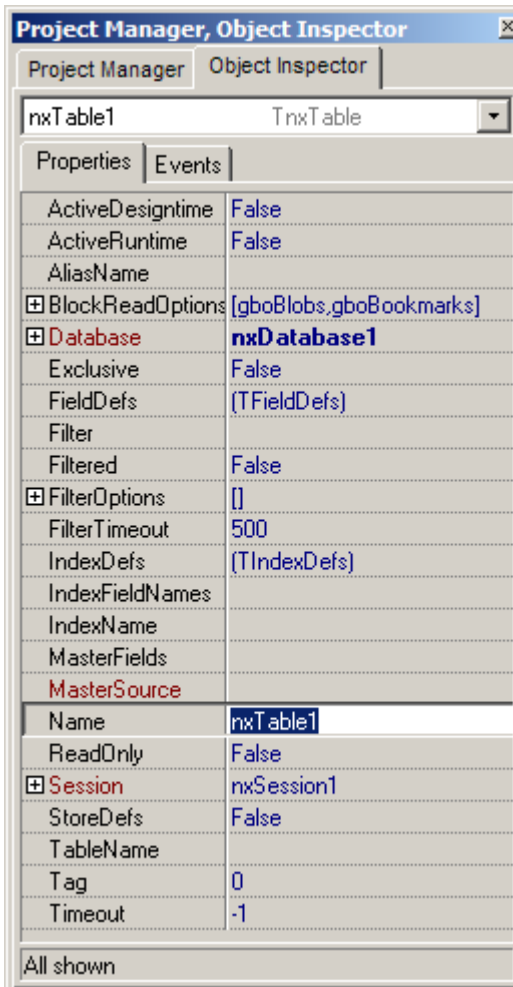 Project Manager, Object Inspector
Project Manager Object Inspector
nxTable1 TnxTable
Properties Events
ActiveDesigntime False
ActiveRuntime False
AliasName
BlockReadOptions [gboBlobs,gboBookmarks]
Database nxDatabase1
Exclusive False
FieldDefs (TFieldDefs)
Filter
Filtered False
FilterOptions []
FilterTimeout 500
IndexDefs (TIndexDefs)
IndexFieldNames
IndexName
MasterFields
MasterSource
Name nxTable1
ReadOnly False
Session nxSession1
StoreDefs False
TableName
Tag 0
Timeout -1
All shown